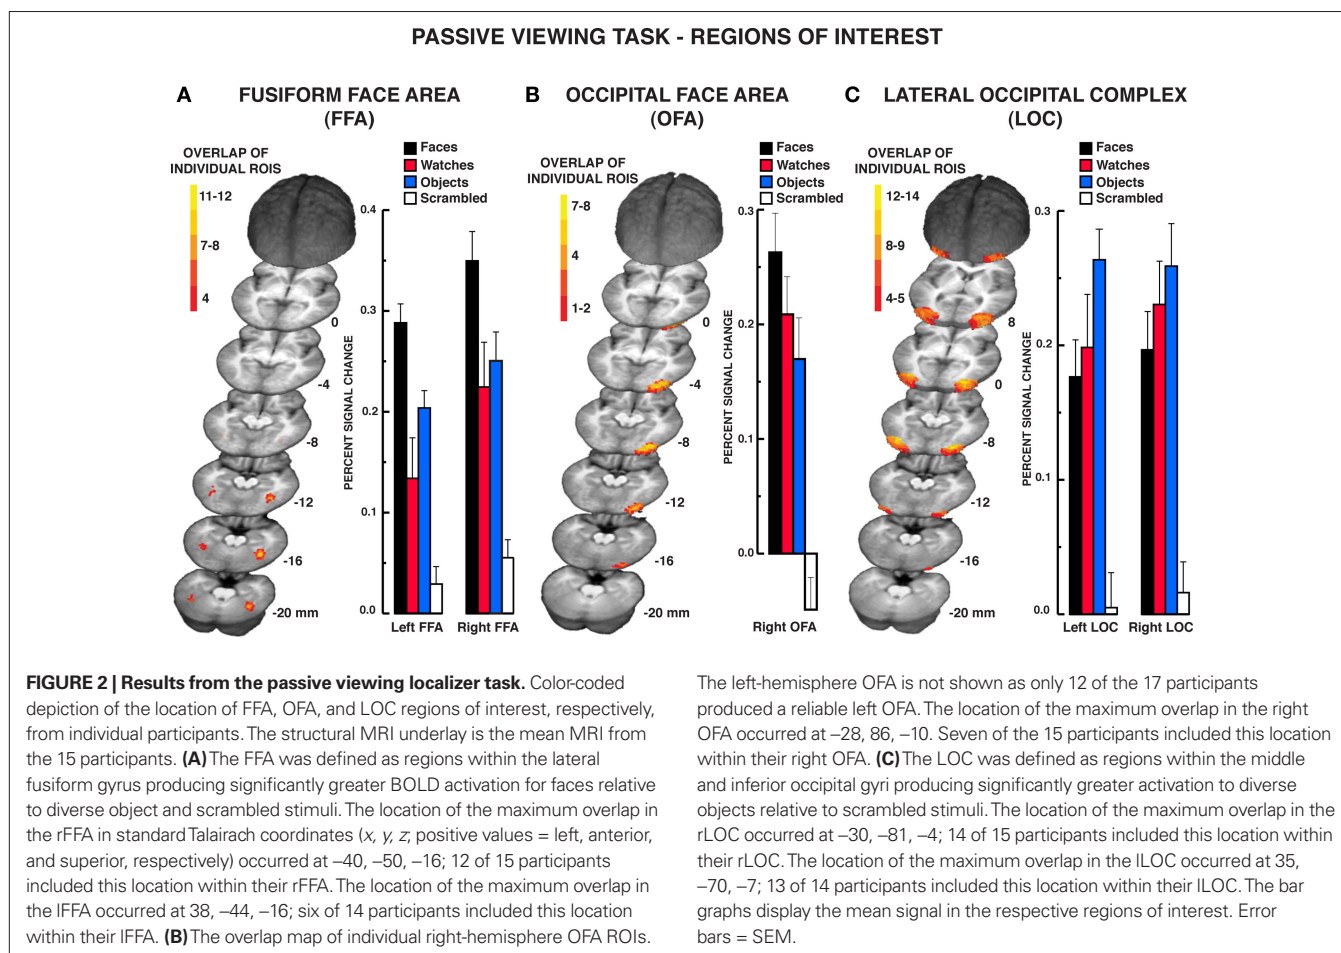 PASSIVE VIEWING TASK - REGIONS OF INTEREST
A FUSIFORM FACE AREA
(FFA)
OVERLAP OF
INDIVIDUAL ROIS
11-12
7-8
4
0
-4
-8
-12
-16
-20 mm
Faces
Watches
Objects
Scrambled
PERCENT SIGNAL CHANGE
0.4
0.3
0.2
0.1
0.0
Left FFA Right FFA
B OCCIPITAL FACE AREA
(OFA)
OVERLAP OF
INDIVIDUAL ROIS
7-8
4
1-2
0
-4
-8
-12
-16
-20 mm
Faces
Watches
Objects
Scrambled
PERCENT SIGNAL CHANGE
0.3
0.2
0.1
0.0
Right OFA
C LATERAL OCCIPITAL COMPLEX
(LOC)
OVERLAP OF
INDIVIDUAL ROIS
12-14
8-9
4-5
8
0
-8
-12
-16
-20 mm
Faces
Watches
Objects
Scrambled
PERCENT SIGNAL CHANGE
0.3
0.2
0.1
0.0
Left LOC Right LOC
FIGURE 2 | Results from the passive viewing localizer task. Color-coded
depiction of the location of FFA, OFA, and LOC regions of interest, respectively,
from individual participants. The structural MRI underlay is the mean MRI from
the 15 participants. (A) The FFA was defined as regions within the lateral
fusiform gyrus producing significantly greater BOLD activation for faces relative
to diverse object and scrambled stimuli. The location of the maximum overlap in
the rFFA in standard Talairach coordinates (x, y, z; positive values = left, anterior,
and superior, respectively) occurred at –40, –50, –16; 12 of 15 participants
included this location within their rFFA. The location of the maximum overlap in
the lFFA occurred at 38, –44, –16; six of 14 participants included this location
within their lFFA. (B) The overlap map of individual right-hemisphere OFA ROIs.
The left-hemisphere OFA is not shown as only 12 of the 17 participants
produced a reliable left OFA. The location of the maximum overlap in the right
OFA occurred at –28, 86, –10. Seven of the 15 participants included this location
within their right OFA. (C) The LOC was defined as regions within the middle
and inferior occipital gyri producing significantly greater activation to diverse
objects relative to scrambled stimuli. The location of the maximum overlap in the
rLOC occurred at –30, –81, –4; 14 of 15 participants included this location within
their rLOC. The location of the maximum overlap in the lLOC occurred at 35,
–70, –7; 13 of 14 participants included this location within their lLOC. The bar
graphs display the mean signal in the respective regions of interest. Error
bars = SEM.